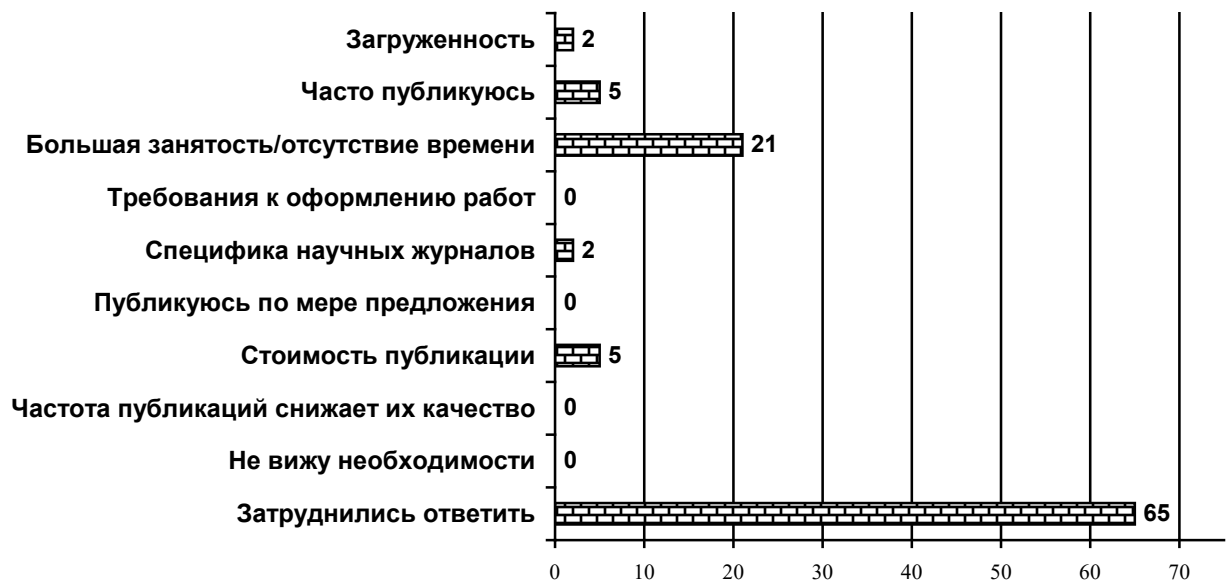 Загруженность 2
Часто публикуюсь 5
Большая занятость/отсутствие времени 21
Требования к оформлению работ 0
Специфика научных журналов 2
Публикуюсь по мере предложения 0
Стоимость публикации 5
Частота публикаций снижает их качество 0
Не вижу необходимости 0
Затруднились ответить 65
0 10 20 30 40 50 60 70